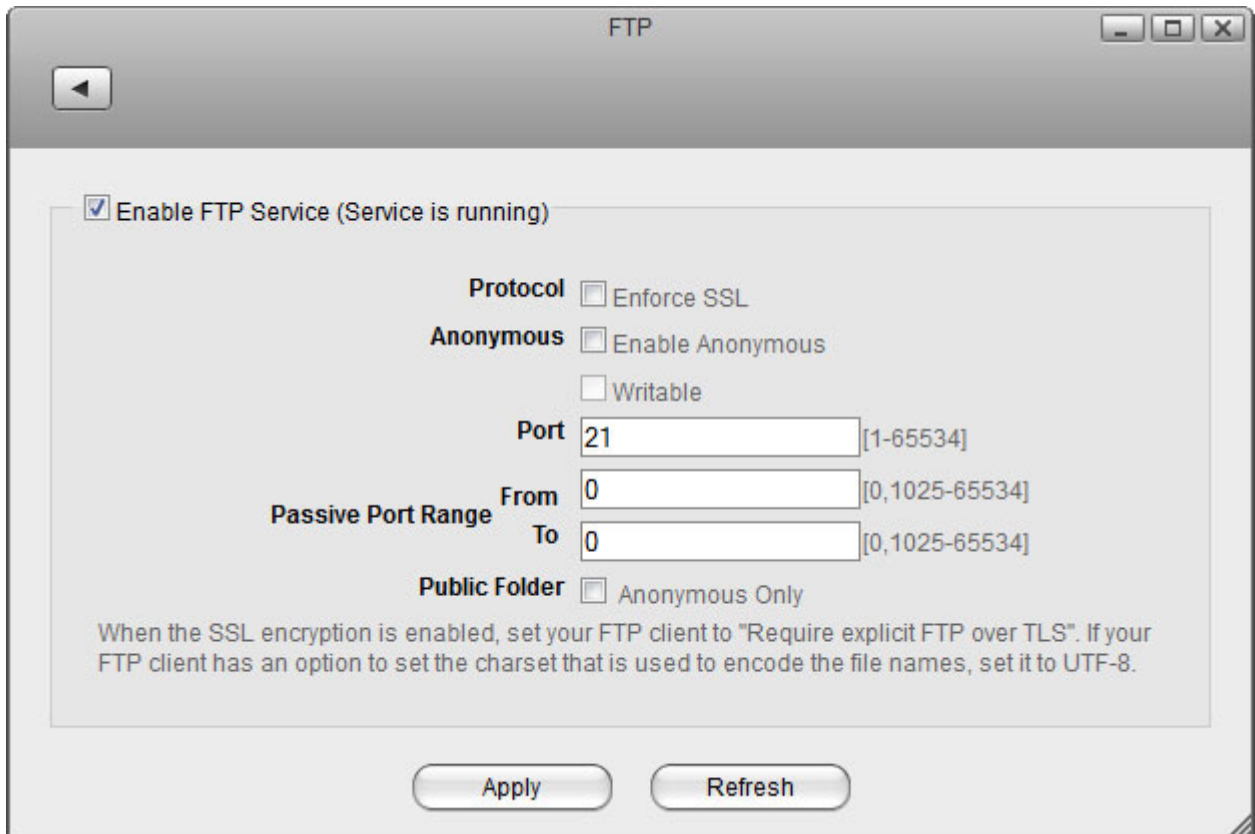 FTP
Enable FTP Service (Service is running)
Protocol Enforce SSL
Anonymous Enable Anonymous
Writable
Port 21 [1-65534]
Passive Port Range From 0 [0,1025-65534]
To 0 [0,1025-65534]
Public Folder Anonymous Only
When the SSL encryption is enabled, set your FTP client to "Require explicit FTP over TLS". If your
FTP client has an option to set the charset that is used to encode the file names, set it to UTF-8.
Apply Refresh